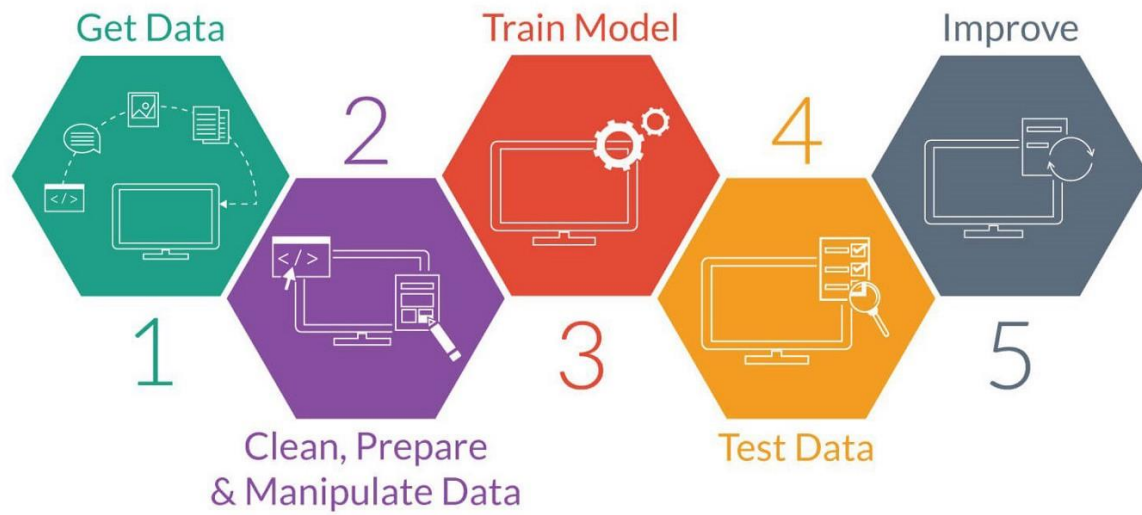 Get Data
1
2
Clean, Prepare
& Manipulate Data
Train Model
3
4
Test Data
Improve
5
</>
</>